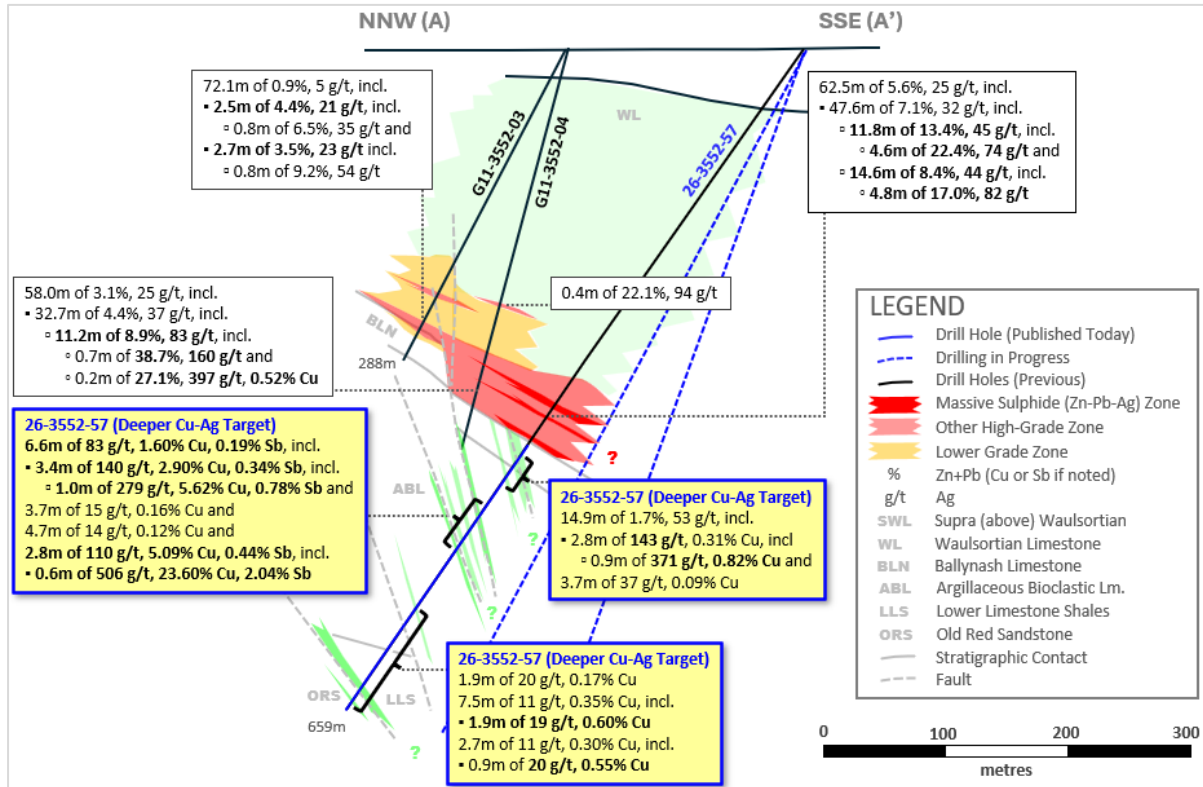 NNW (A)
SSE (A')
72.1m of 0.9%, 5 g/t, incl.
▪ 2.5m of 4.4%, 21 g/t, incl.
▫ 0.8m of 6.5%, 35 g/t and
▪ 2.7m of 3.5%, 23 g/t incl.
▫ 0.8m of 9.2%, 54 g/t
62.5m of 5.6%, 25 g/t, incl.
▪ 47.6m of 7.1%, 32 g/t, incl.
▫ 11.8m of 13.4%, 45 g/t, incl.
▫ 4.6m of 22.4%, 74 g/t and
▫ 14.6m of 8.4%, 44 g/t, incl.
▫ 4.8m of 17.0%, 82 g/t
WL
G11-3552-03
G11-3552-04
26-3552-57
26-3552-57
58.0m of 3.1%, 25 g/t, incl.
▪ 32.7m of 4.4%, 37 g/t, incl.
▫ 11.2m of 8.9%, 83 g/t, incl.
▫ 0.7m of 38.7%, 160 g/t and
▫ 0.2m of 27.1%, 397 g/t, 0.52% Cu
0.4m of 22.1%, 94 g/t
BLN
288m
?
ABL
26-3552-57 (Deeper Cu-Ag Target)
6.6m of 83 g/t, 1.60% Cu, 0.19% Sb, incl.
▪ 3.4m of 140 g/t, 2.90% Cu, 0.34% Sb, incl.
▫ 1.0m of 279 g/t, 5.62% Cu, 0.78% Sb and
3.7m of 15 g/t, 0.16% Cu and
4.7m of 14 g/t, 0.12% Cu and
2.8m of 110 g/t, 5.09% Cu, 0.44% Sb, incl.
▪ 0.6m of 506 g/t, 23.60% Cu, 2.04% Sb
26-3552-57 (Deeper Cu-Ag Target)
14.9m of 1.7%, 53 g/t, incl.
▪ 2.8m of 143 g/t, 0.31% Cu, incl
▫ 0.9m of 371 g/t, 0.82% Cu and
3.7m of 37 g/t, 0.09% Cu
?
?
26-3552-57 (Deeper Cu-Ag Target)
1.9m of 20 g/t, 0.17% Cu
7.5m of 11 g/t, 0.35% Cu, incl.
▪ 1.9m of 19 g/t, 0.60% Cu
2.7m of 11 g/t, 0.30% Cu, incl.
▪ 0.9m of 20 g/t, 0.55% Cu
ORS
LLS
659m
?
LEGEND
Drill Hole (Published Today)
Drilling in Progress
Drill Holes (Previous)
Massive Sulphide (Zn-Pb-Ag) Zone
Other High-Grade Zone
Lower Grade Zone
% Zn+Pb (Cu or Sb if noted)
g/t Ag
SWL Supra (above) Waulsortian
WL Waulsortian Limestone
BLN Ballynash Limestone
ABL Argillaceous Bioclastic Lm.
LLS Lower Limestone Shales
ORS Old Red Sandstone
Stratigraphic Contact
Fault
0 100 200 300
metres